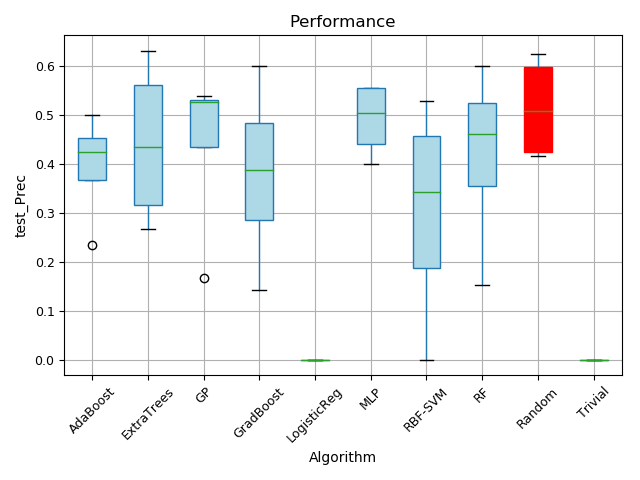 Performance
test_Prec
0.6
0.5
0.4
0.3
0.2
0.1
0.0
AdaBoost
ExtraTrees
GP
GradBoost
LogisticReg
MLP
RBF-SVM
RF
Random
Trivial
Algorithm